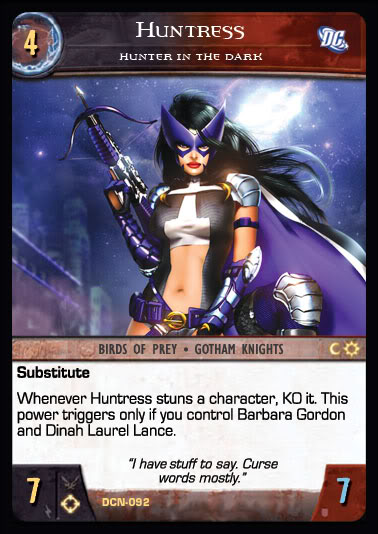 4
HUNTRESS
HUNTER IN THE DARK
DC
BIRDS OF PREY • GOTHAM KNIGHTS
Substitute
Whenever Huntress stuns a character, KO it. This
power triggers only if you control Barbara Gordon
and Dinah Laurel Lance.
"I have stuff to say. Curse
words mostly."
7
DCN-092
7